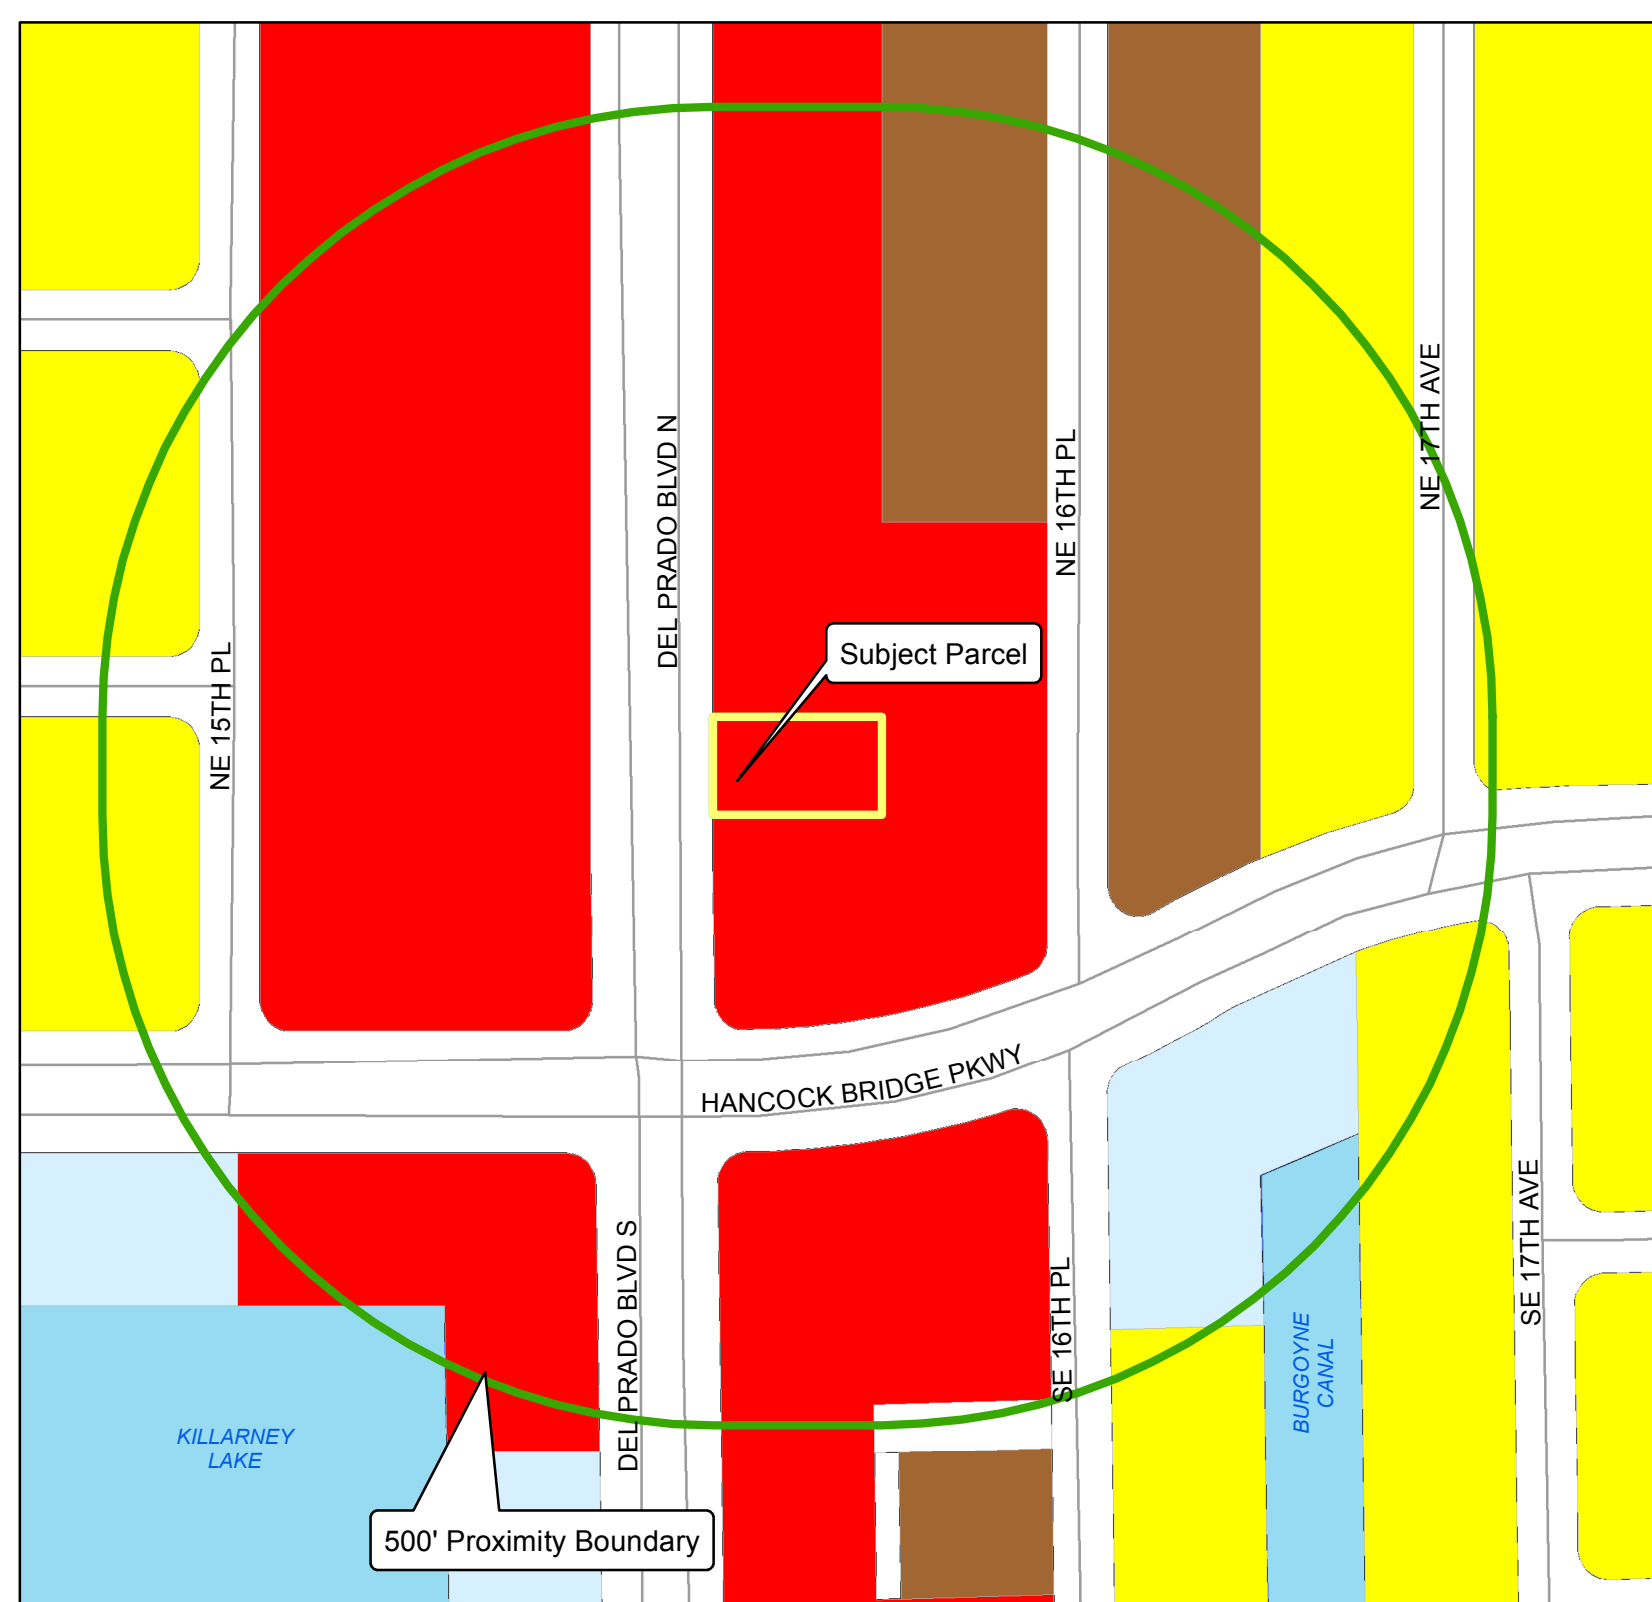 NE 17TH AVE
DEL PRADO BLVD N
NE 16TH PL
Subject Parcel
NE 15TH PL
HANCOCK BRIDGE PKWY
SE 17TH AVE
DEL PRADO BLVD S
SE 16TH PL
BURGOYNE
CANAL
KILLARNEY
LAKE
500' Proximity Boundary